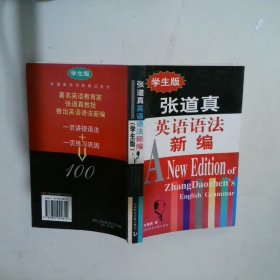 学生版
著名英语教育家
张道真教授
推出英语语法新编
一页讲授语法
+
一页练习巩固
100
张道真英语语法新编
(学生版)
学生版
张道真
英语语法
新编
A New Edition of
ZhangDaozhen's
English Grammar